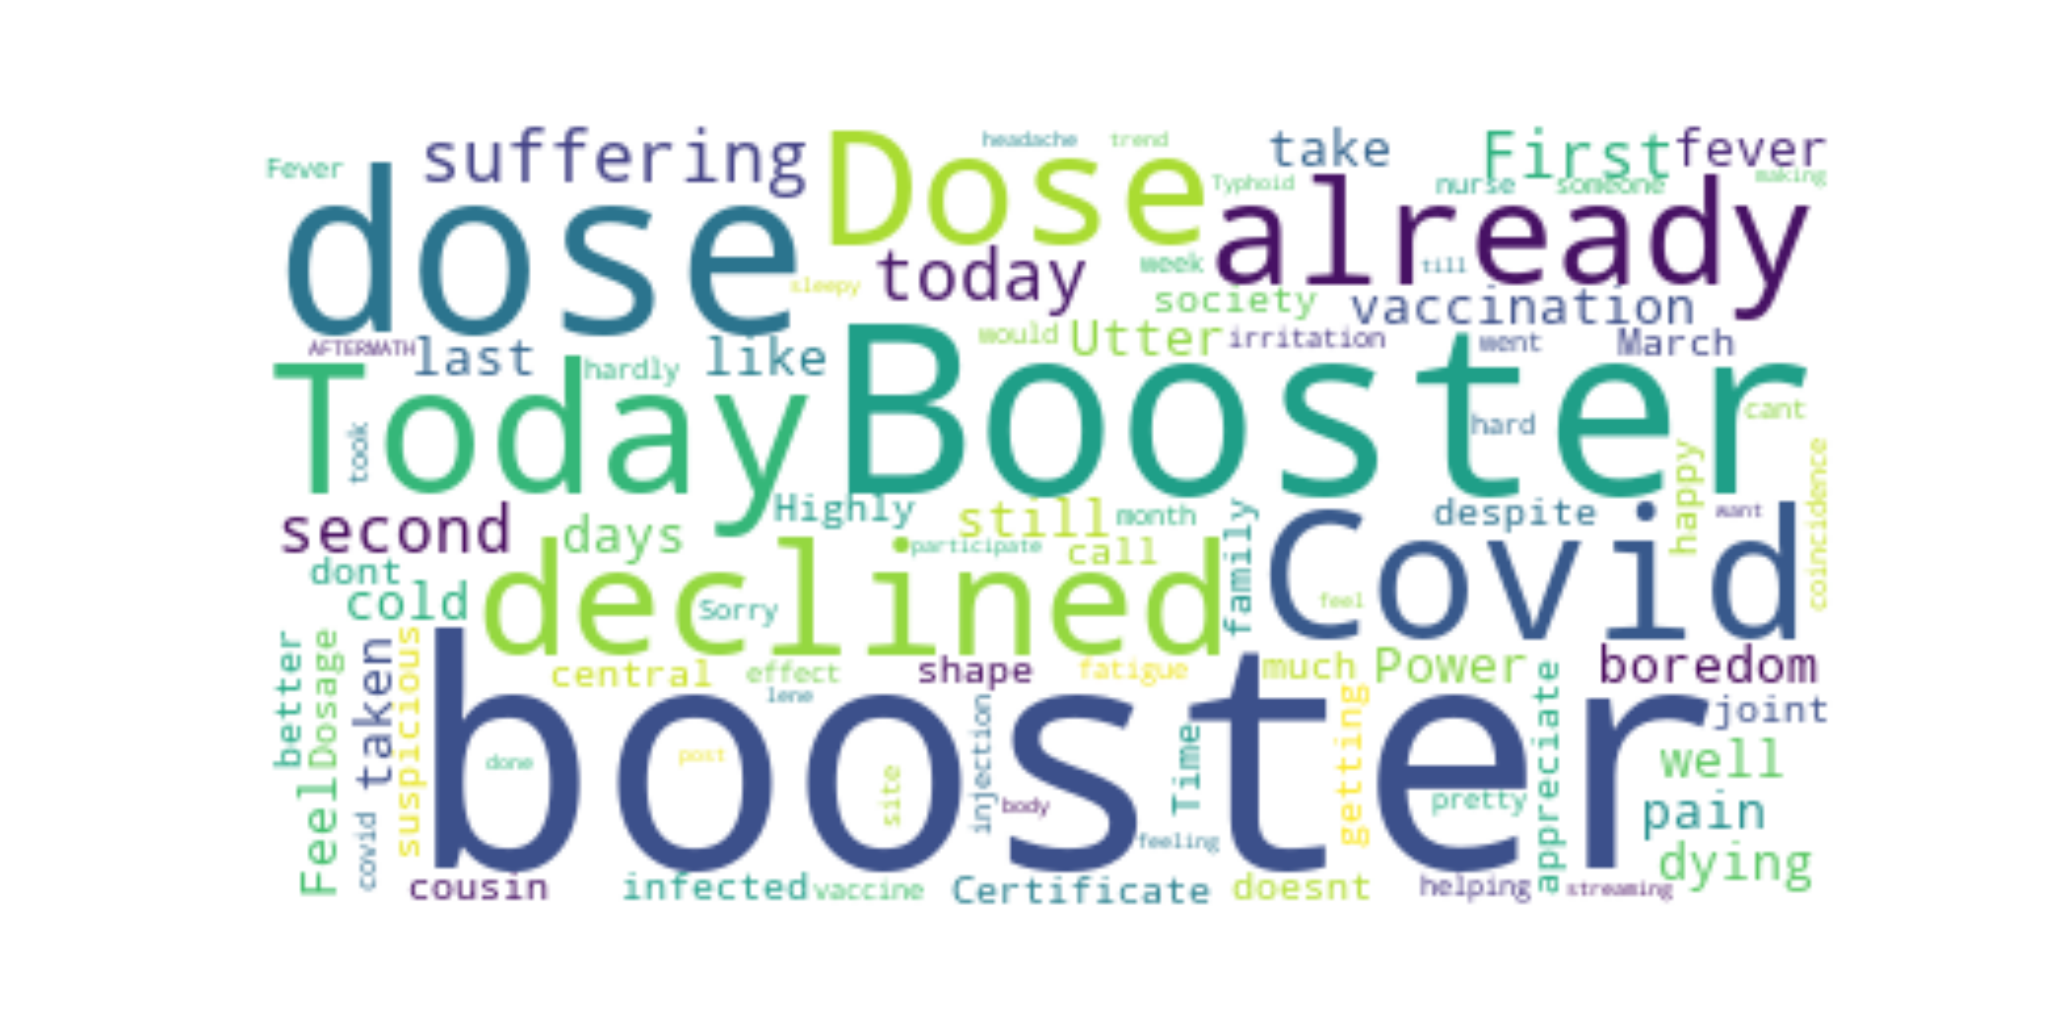 headache
trend
Fever
suffering
Dose
take
First
fever
Typhoid
nurse
someone
making
dose
today
week
already
till
sleepy
society
vaccination
AFTERMATH
last
hardly
like
would
Utter
irritation
went
March
Today
Booster
took
hard
cant
happy
coincidence
second
days
Highly
still
month
family
despite
want
dont
cold
declined
participate
call
Covid
Sorry
feel
better
Feel
Dosage
taken
covid
suspicious
central
effect
lene
shape
fatigue
much
Power
boredom
booster
done
post
site
injection
body
Time
feeling
getting
pretty
appreciate
joint
well
pain
dying
cousin
infected
vaccine
Certificate
doesnt
helping
streaming